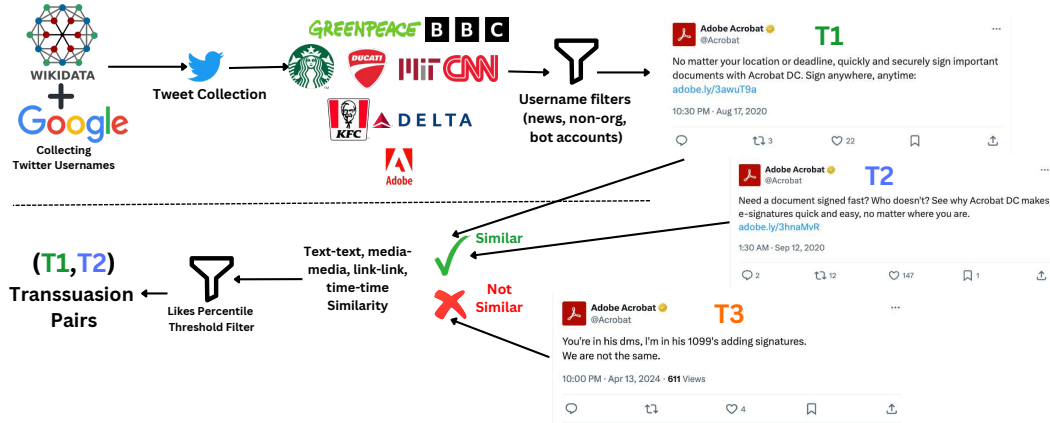 WIKIDATA
Google
Collecting
Twitter Usernames
Tweet Collection
GREENPEACE
BBC
DUCATI
MIT
CNN
KFC
DELTA
Adobe
Username filters
(news, non-org,
bot accounts)
Adobe Acrobat
@Acrobat
T1
No matter your location or deadline, quickly and securely sign important
documents with Acrobat DC. Sign anywhere, anytime:
adobe.ly/3awuT9a
10:30 PM · Aug 17, 2020
3
22
Adobe Acrobat
@Acrobat
T2
Need a document signed fast? Who doesn't? See why Acrobat DC makes
e-signatures quick and easy, no matter where you are.
adobe.ly/3hnaMvR
1:30 AM · Sep 12, 2020
2
12
147
1
Similar
Not
Similar
Text-text, media-
media, link-link,
time-time
Similarity
Likes Percentile
Threshold Filter
(T1,T2)
Transsuasion
Pairs
Adobe Acrobat
@Acrobat
T3
You're in his dms, I'm in his 1099's adding signatures.
We are not the same.
10:00 PM · Apr 13, 2024 · 611 Views
4